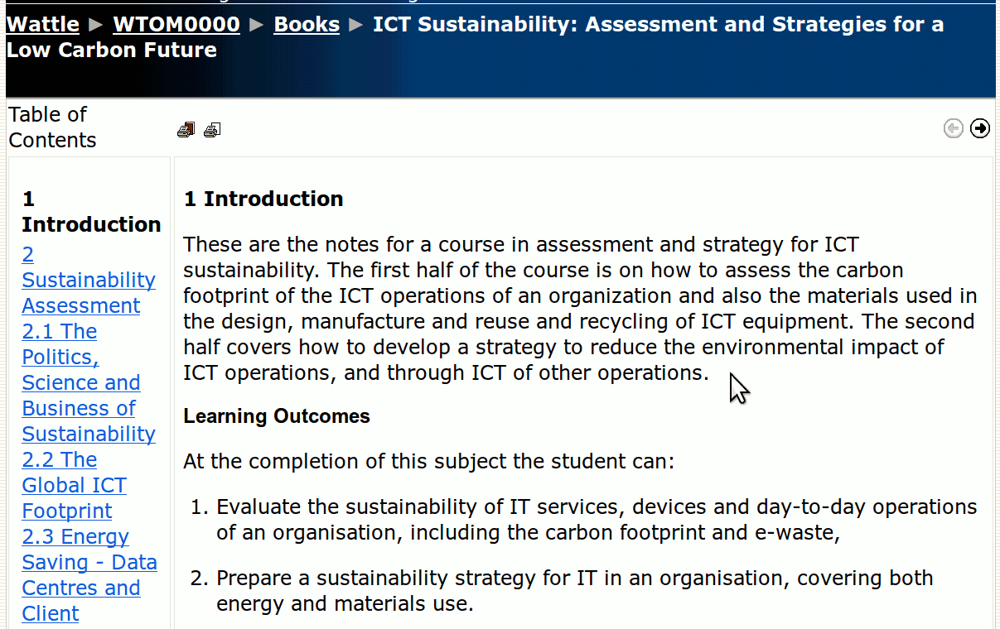 Wattle ► WTOM0000 ► Books ► ICT Sustainability: Assessment and Strategies for a
Low Carbon Future
Table of
Contents
1
Introduction
2
Sustainability
Assessment
2.1 The
Politics,
Science and
Business of
Sustainability
2.2 The
Global ICT
Footprint
2.3 Energy
Saving - Data
Centres and
Client
1 Introduction
These are the notes for a course in assessment and strategy for ICT
sustainability. The first half of the course is on how to assess the carbon
footprint of the ICT operations of an organization and also the materials used in
the design, manufacture and reuse and recycling of ICT equipment. The second
half covers how to develop a strategy to reduce the environmental impact of
ICT operations, and through ICT of other operations.
Learning Outcomes
At the completion of this subject the student can:
1. Evaluate the sustainability of IT services, devices and day-to-day operations
of an organisation, including the carbon footprint and e-waste,
2. Prepare a sustainability strategy for IT in an organisation, covering both
energy and materials use.